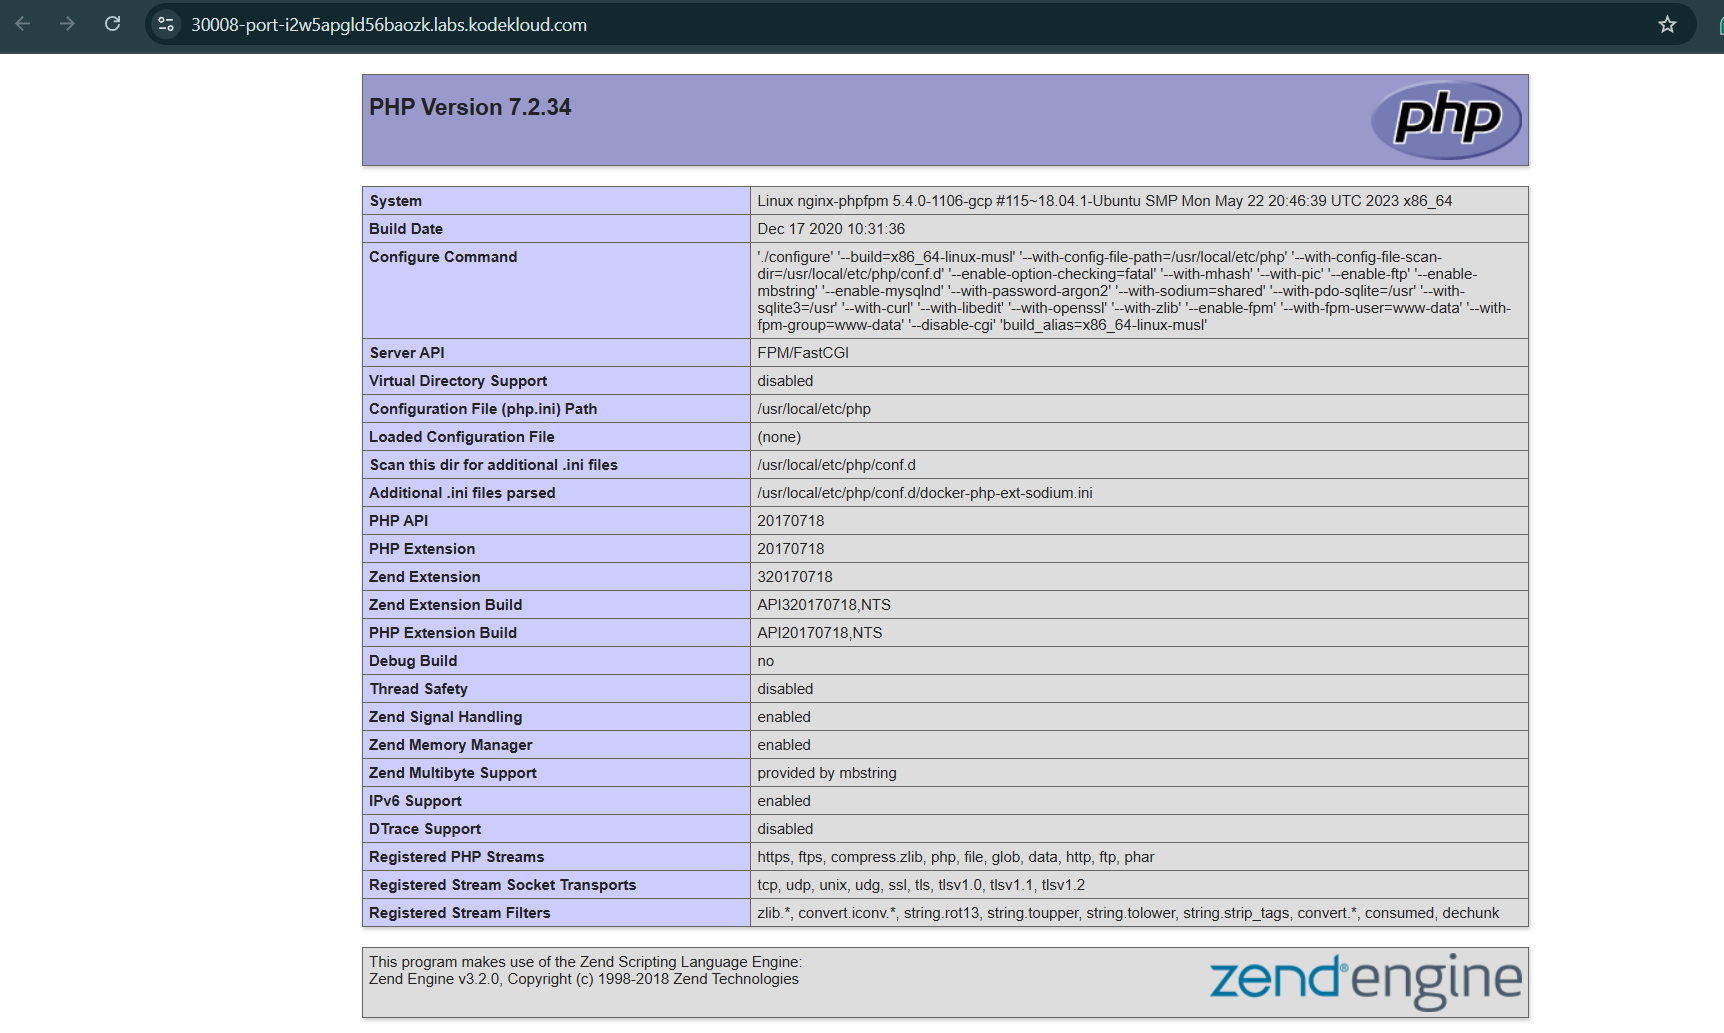 30008-port-i2w5apgld56baozk.labs.kodekloud.com
PHP Version 7.2.34
php
System Linux nginx-phpfpm 5.4.0-1106-gcp #115~18.04.1-Ubuntu SMP Mon May 22 20:46:39 UTC 2023 x86_64
Build Date Dec 17 2020 10:31:36
Configure Command './configure' '--build=x86_64-linux-musl' '--with-config-file-path=/usr/local/etc/php' '--with-config-file-scan-
dir=/usr/local/etc/php/conf.d' '--enable-option-checking=fatal' '--with-mhash' '--with-pic' '--enable-ftp' '--enable-
mbstring' '--enable-mysqlnd' '--with-password-argon2' '--with-sodium=shared' '--with-pdo-sqlite=/usr' '--with-
sqlite3=/usr' '--with-curl' '--with-libedit' '--with-openssl' '--with-zlib' '--enable-fpm' '--with-fpm-user=www-data' '--with-
fpm-group=www-data' '--disable-cgi' 'build_alias=x86_64-linux-musl'
Server API FPM/FastCGI
Virtual Directory Support disabled
Configuration File (php.ini) Path /usr/local/etc/php
Loaded Configuration File (none)
Scan this dir for additional .ini files /usr/local/etc/php/conf.d
Additional .ini files parsed /usr/local/etc/php/conf.d/docker-php-ext-sodium.ini
PHP API 20170718
PHP Extension 20170718
Zend Extension 320170718
Zend Extension Build API320170718,NTS
PHP Extension Build API20170718,NTS
Debug Build no
Thread Safety disabled
Zend Signal Handling enabled
Zend Memory Manager enabled
Zend Multibyte Support provided by mbstring
IPv6 Support enabled
DTrace Support disabled
Registered PHP Streams https, ftps, compress.zlib, php, file, glob, data, http, ftp, phar
Registered Stream Socket Transports tcp, udp, unix, udg, ssl, tls, tlsv1.0, tlsv1.1, tlsv1.2
Registered Stream Filters zlib.*, convert.iconv.*, string.rot13, string.toupper, string.tolower, string.strip_tags, convert.*, consumed, dechunk
This program makes use of the Zend Scripting Language Engine:
Zend Engine v3.2.0, Copyright (c) 1998-2018 Zend Technologies
zend® engine